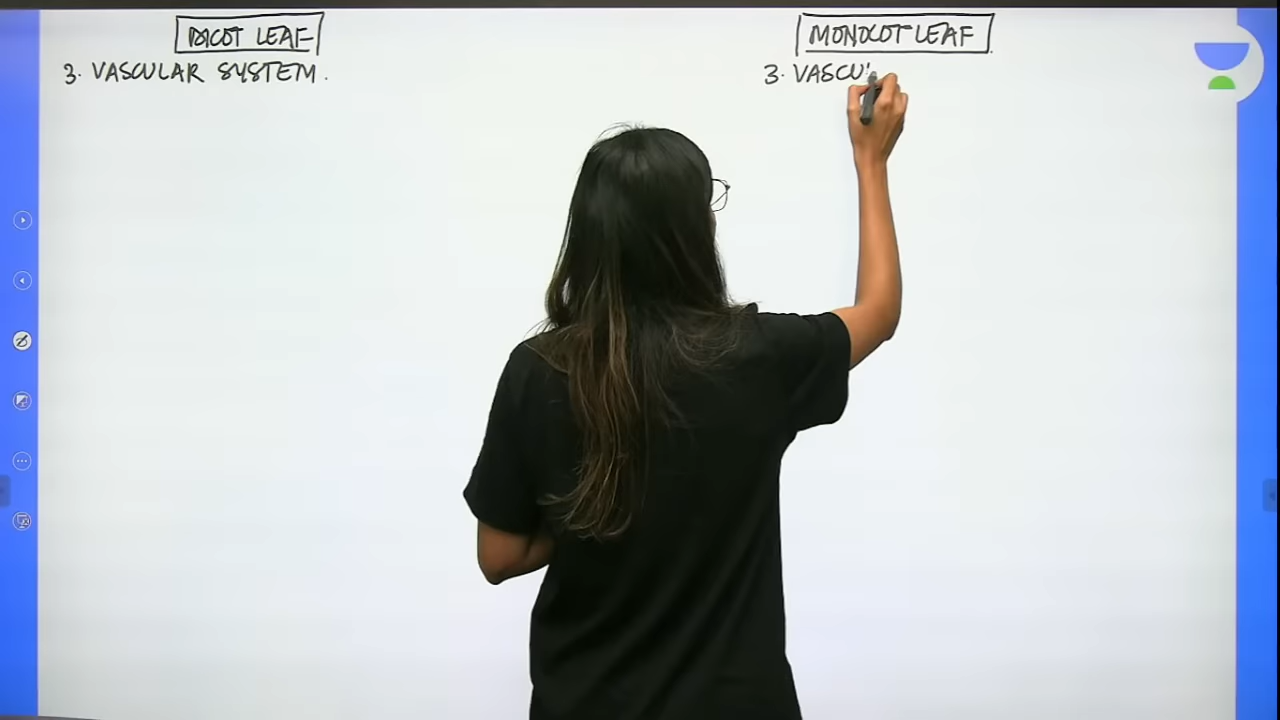 DICOT LEAF
MONOCOT LEAF
3. VASCULAR SYSTEM.
3. VASCU